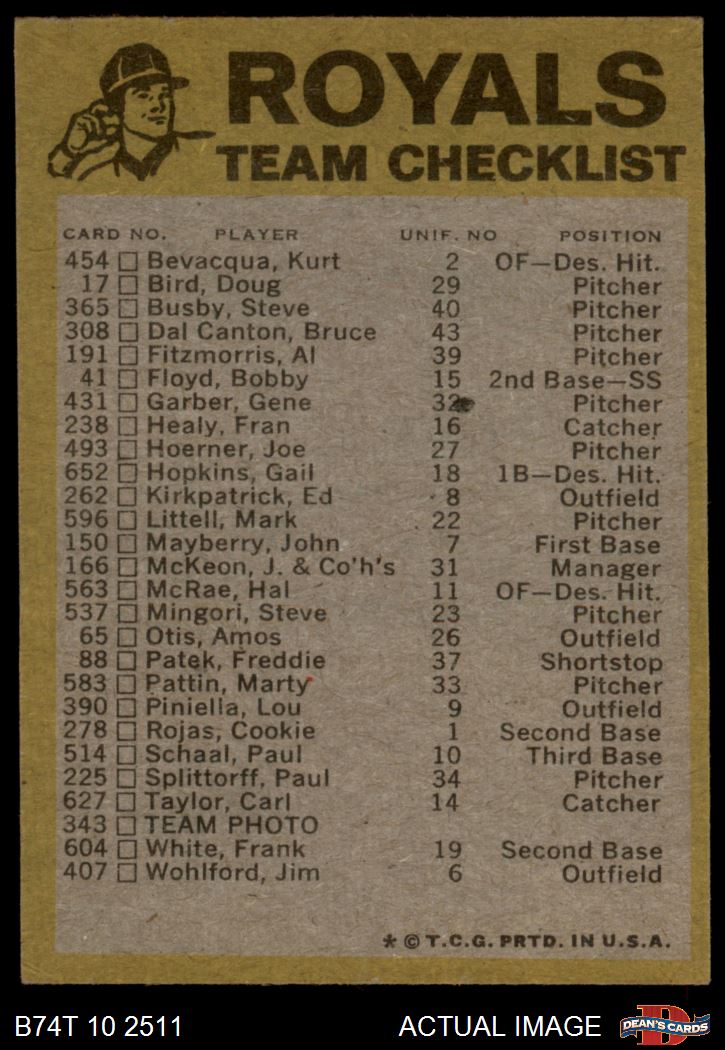 ROYALS
TEAM CHECKLIST
CARD NO. PLAYER UNIF. NO POSITION
454 □ Bevacqua, Kurt 2 OF—Des. Hit.
17 □ Bird, Doug 29 Pitcher
365 □ Busby, Steve 40 Pitcher
308 □ Dal Canton, Bruce 43 Pitcher
191 □ Fitzmorris, Al 39 Pitcher
41 □ Floyd, Bobby 15 2nd Base—SS
431 □ Garber, Gene 32 Pitcher
238 □ Healy, Fran 16 Catcher
493 □ Hoerner, Joe 27 Pitcher
652 □ Hopkins, Gail 18 1B—Des. Hit.
262 □ Kirkpatrick, Ed 8 Outfield
596 □ Littell, Mark 22 Pitcher
150 □ Mayberry, John 7 First Base
166 □ McKeon, J. & Co'h's 31 Manager
563 □ McRae, Hal 11 OF—Des. Hit.
537 □ Mingori, Steve 23 Pitcher
65 □ Otis, Amos 26 Outfield
88 □ Patek, Freddie 37 Shortstop
583 □ Pattin, Marty 33 Pitcher
390 □ Piniella, Lou 9 Outfield
278 □ Rojas, Cookie 1 Second Base
514 □ Schaal, Paul 10 Third Base
225 □ Splittorff, Paul 34 Pitcher
627 □ Taylor, Carl 14 Catcher
343 □ TEAM PHOTO
604 □ White, Frank 19 Second Base
407 □ Wohlford, Jim 6 Outfield
* © T.C.G. PRTD. IN U.S.A.
B74T 10 2511 ACTUAL IMAGE DEAN'S CARDS